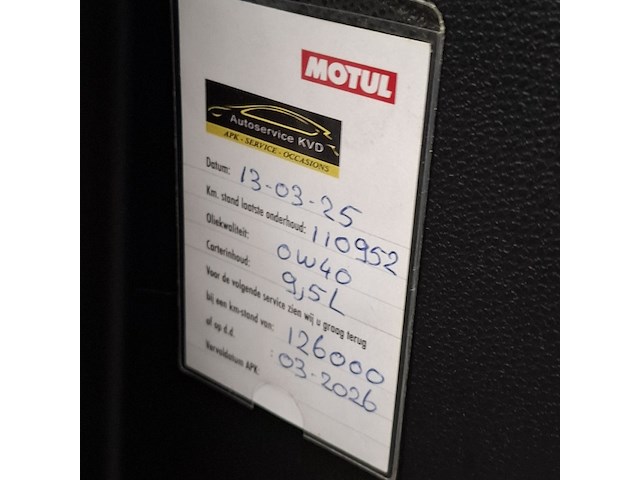 MOTUL
Autoservice KVD
APK - SERVICE - OCCASIONS
Datum: 13-03-25
Km. stand laatste onderhoud: 110952
Oliekwaliteit: 0W40
Carterinhoud: 9,5L
Voor de volgende service zien wij u graag terug
bij een km-stand van: 126000
of op d.d. :03-2026
Vervaldatum APK: